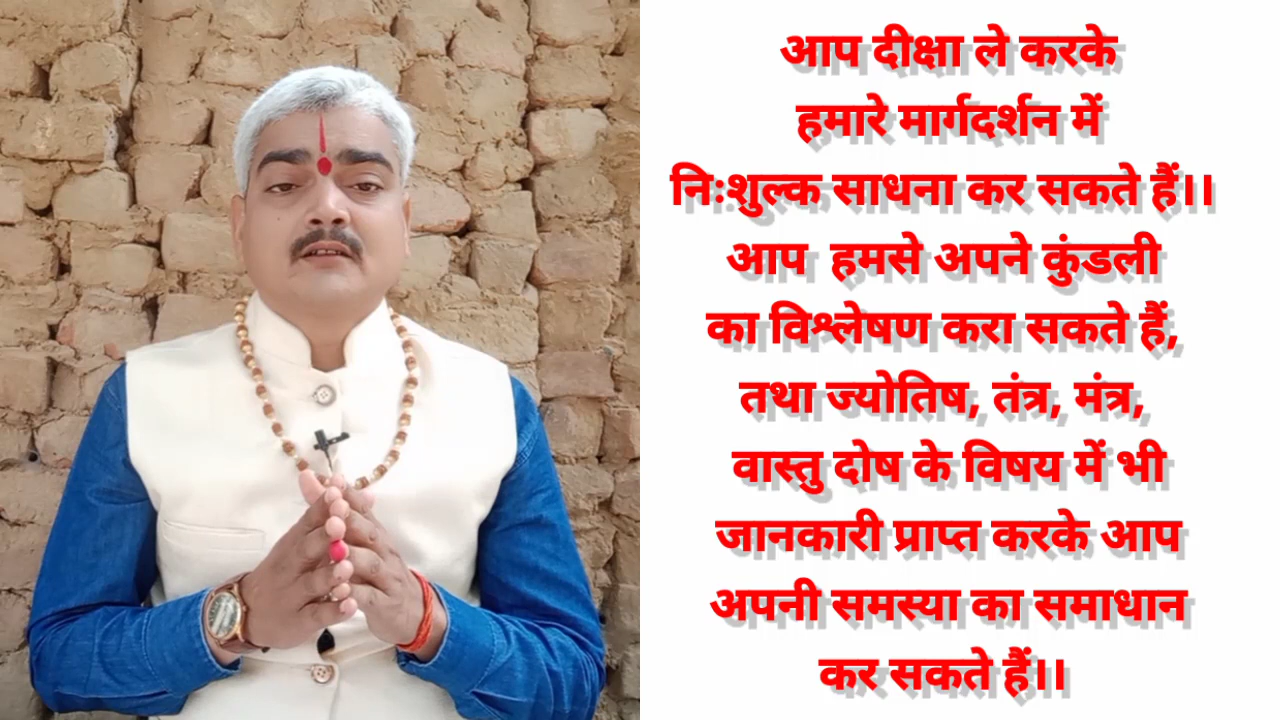 आप दीक्षा ले करके
हमारे मार्गदर्शन में
निःशुल्क साधना कर सकते हैं।।
आप हमसे अपने कुंडली
का विश्लेषण करा सकते हैं,
तथा ज्योतिष, तंत्र, मंत्र,
वास्तु दोष के विषय में भी
जानकारी प्राप्त करके आप
अपनी समस्या का समाधान
कर सकते हैं।।